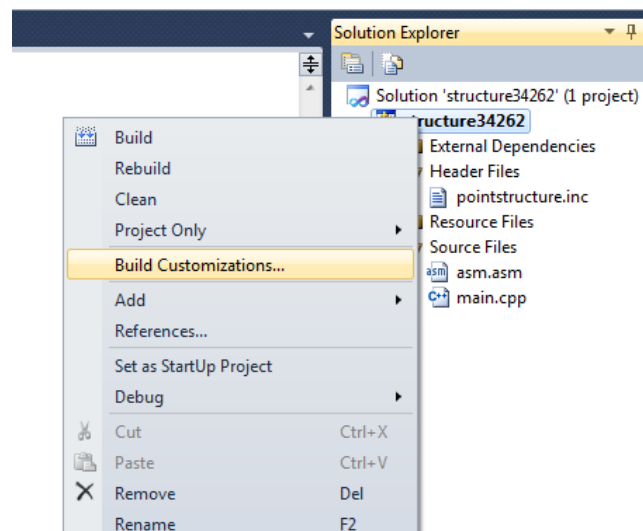 Solution Explorer
Solution 'structure34262' (1 project)
ructure34262
External Dependencies
Header Files
pointstructure.inc
Resource Files
Source Files
asm asm.asm
C++ main.cpp
Build
Rebuild
Clean
Project Only
Build Customizations...
Add
References...
Set as StartUp Project
Debug
Cut Ctrl+X
Paste Ctrl+V
Remove Del
Rename F2